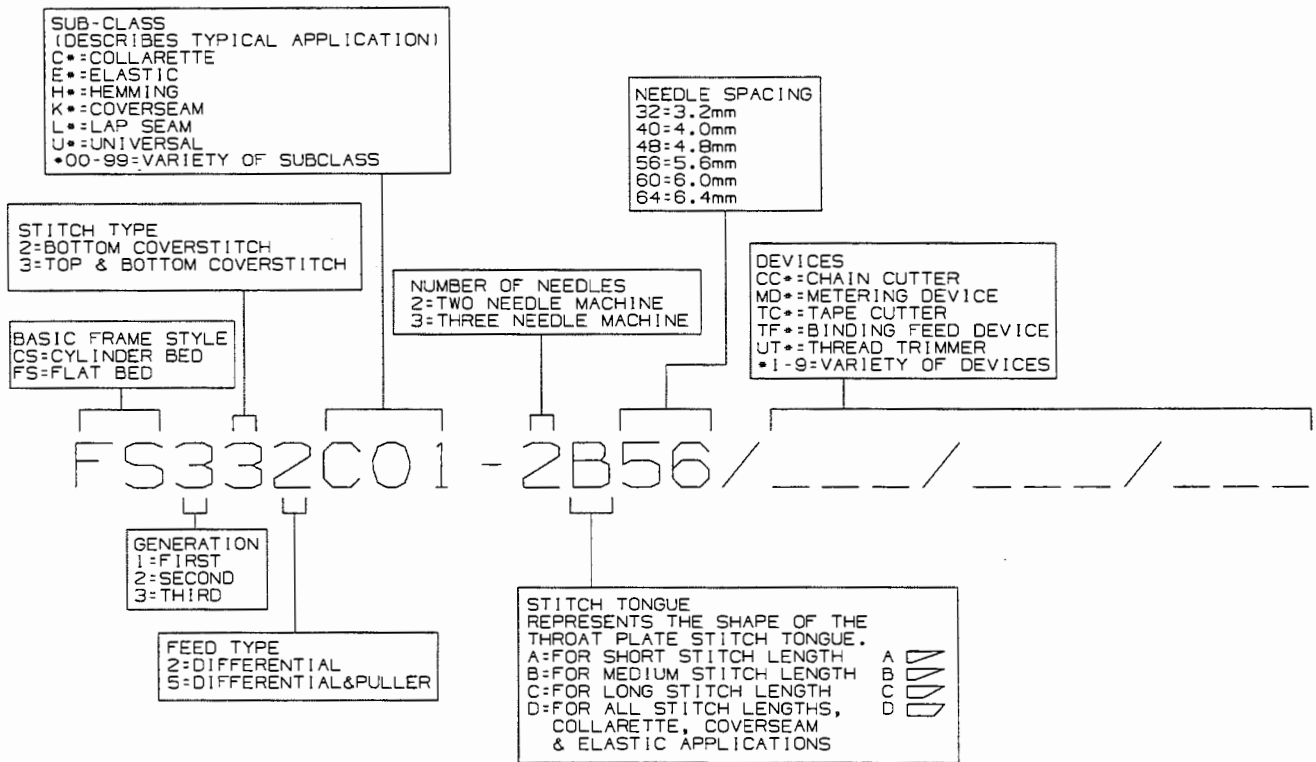 SUB-CLASS
(DESCRIBES TYPICAL APPLICATION)
C*=COLLARETTE
E*=ELASTIC
H*=HEMMING
K*=COVERSEAM
L*=LAP SEAM
U*=UNIVERSAL
*00-99=VARIETY OF SUBCLASS
NEEDLE SPACING
32=3.2mm
40=4.0mm
48=4.8mm
56=5.6mm
60=6.0mm
64=6.4mm
STITCH TYPE
2=BOTTOM COVERSTITCH
3=TOP & BOTTOM COVERSTITCH
NUMBER OF NEEDLES
2=TWO NEEDLE MACHINE
3=THREE NEEDLE MACHINE
DEVICES
CC*=CHAIN CUTTER
MD*=METERING DEVICE
TC*=TAPE CUTTER
TF*=BINDING FEED DEVICE
UT*=THREAD TRIMMER
*1-9=VARIETY OF DEVICES
BASIC FRAME STYLE
CS=CYLINDER BED
FS=FLAT BED
FS332C01-2B56/___/___/___
GENERATION
1=FIRST
2=SECOND
3=THIRD
FEED TYPE
2=DIFFERENTIAL
5=DIFFERENTIAL&PULLER
STITCH TONGUE
REPRESENTS THE SHAPE OF THE
THROAT PLATE STITCH TONGUE.
A=FOR SHORT STITCH LENGTH A
B=FOR MEDIUM STITCH LENGTH B
C=FOR LONG STITCH LENGTH C
D=FOR ALL STITCH LENGTHS, D
COLLARETTE, COVERSEAM
& ELASTIC APPLICATIONS